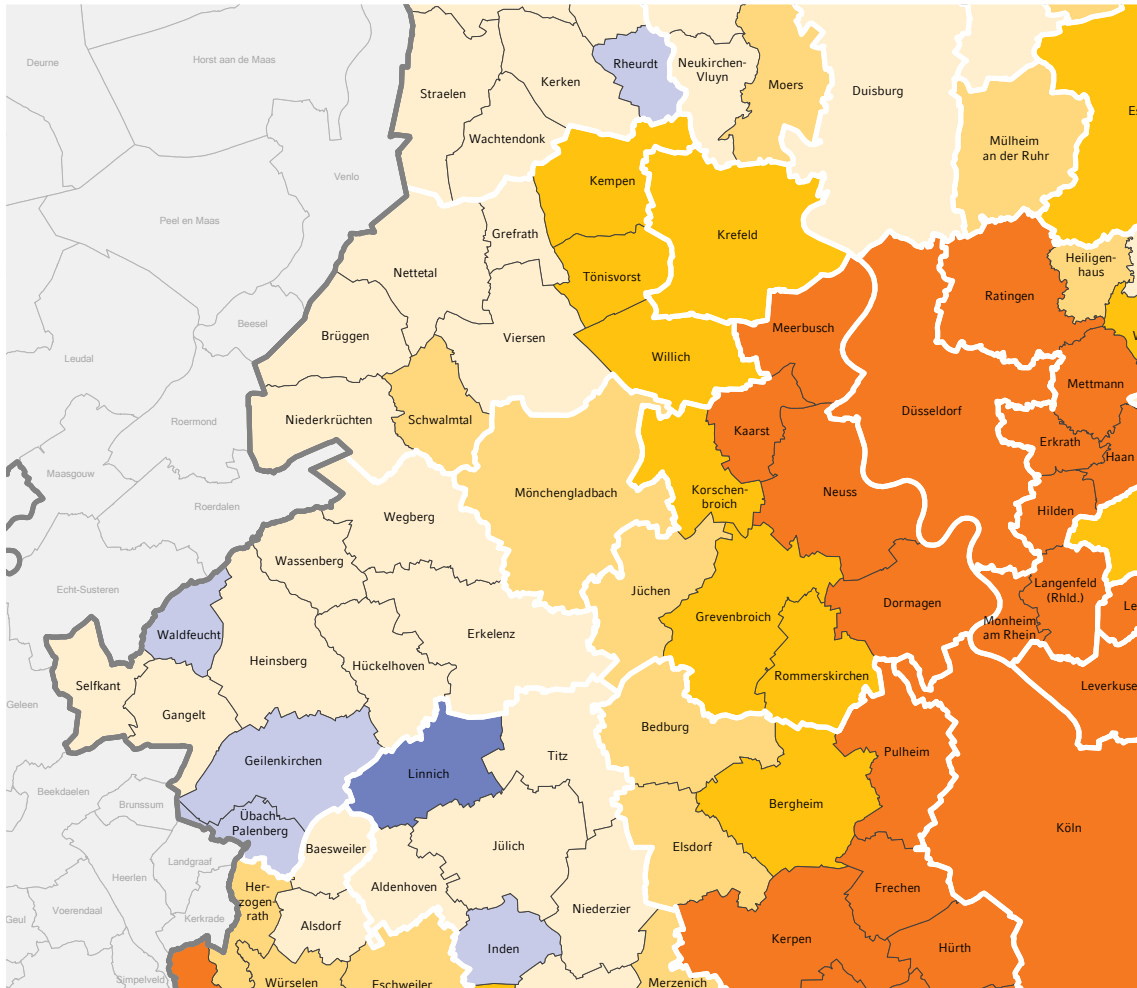 Deurne
Horst aan de Maas
Rheurdt
Neukirchen-
Vluyn
Kerken
Moers
Straelen
Duisburg
Wachtendonk
Mülheim
an der Ruhr
Venlo
Kempen
Peel en Maas
Grefrath
Krefeld
Nettetal
Tönisvorst
Heiligen-
haus
Ratingen
Beesel
Brüggen
Viersen
Meerbusch
Leudal
Willich
Mettmann
Roermond
Niederkrüchten
Schwalmtal
Düsseldorf
Kaarst
Erkrath
Haan
Maasgouw
Mönchengladbach
Korschen-
broich
Neuss
Roerdalen
Wegberg
Hilden
Wassenberg
Echt-Susteren
Jüchen
Langenfeld
(Rhld.)
Dormagen
Le
Grevenbroich
Monheim
am Rhein
Waldfeucht
Erkelenz
Heinsberg
Hückelhoven
Rommerskirchen
Selfkant
Leverkuse
Geleen
Gangelt
Bedburg
Titz
Pulheim
Geilenkirchen
Linnich
Beekdaelen
Brunssum
Bergheim
Übach-
Palenberg
Köln
Baesweiler
Jülich
Elsdorf
Landgraaf
Heerlen
Her-
zogen-
rath
Aldenhoven
Frechen
Voerendaal
Geul
Kerkrade
Alsdorf
Niederzier
Kerpen
Inden
Hürth
Simpelveld
Würselen
Eschweiler
Merzenich